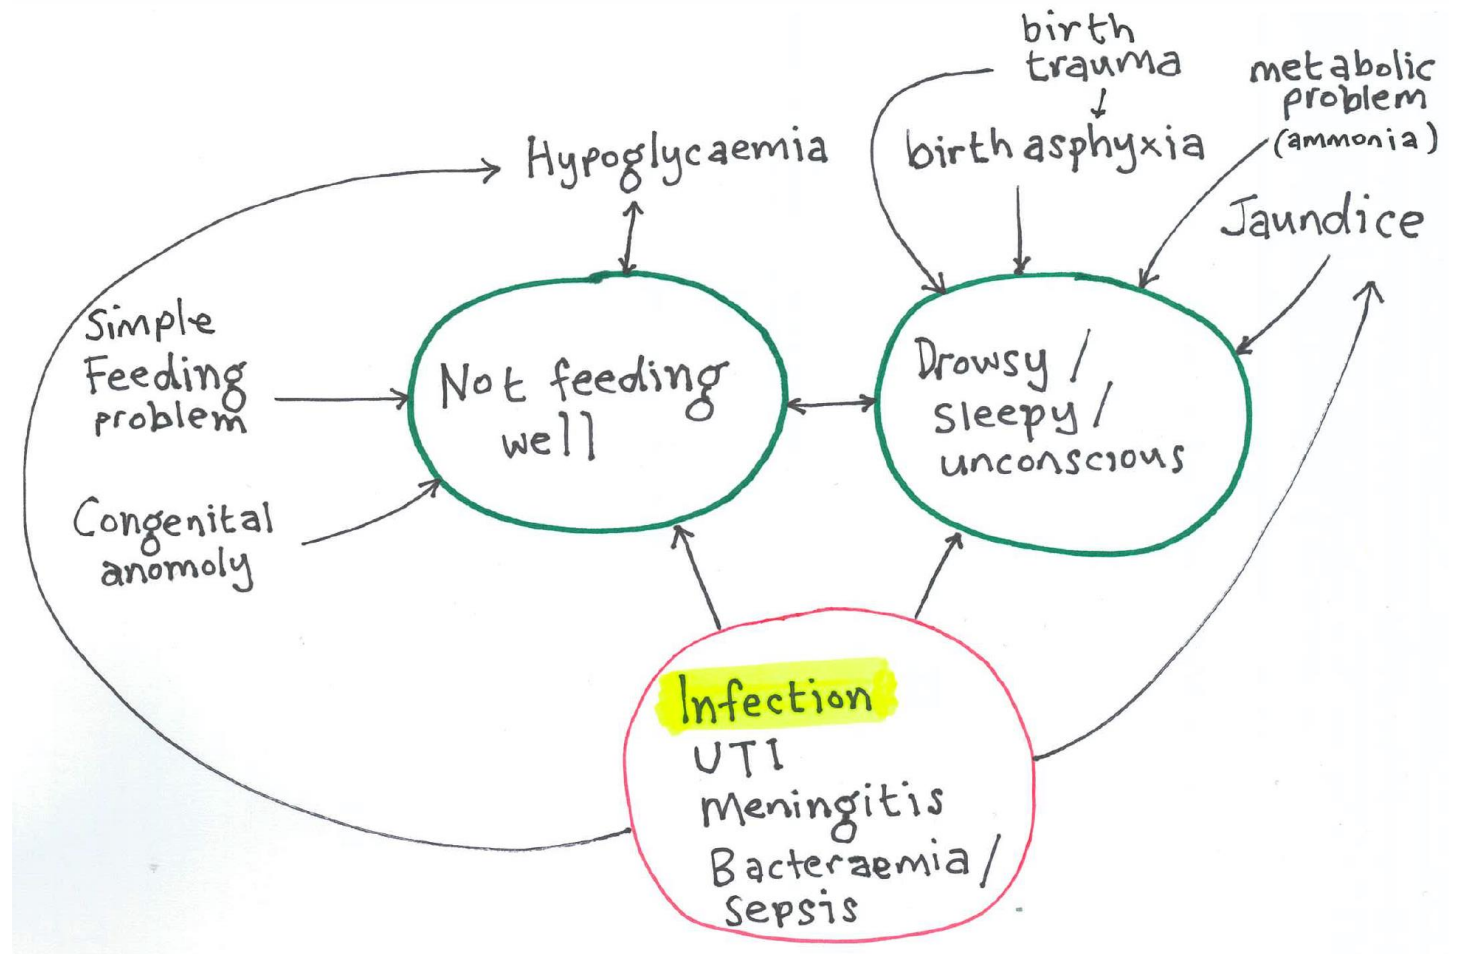 birth
trauma
birth asphyxia
metabolic
problem
(ammonia)
Jaundice
Hypoglycaemia
Simple
Feeding
problem
Congenital
anomoly
Not feeding
well
Drowsy /
sleepy /
unconscious
Infection
UTI
Meningitis
Bacteraemia /
sepsis